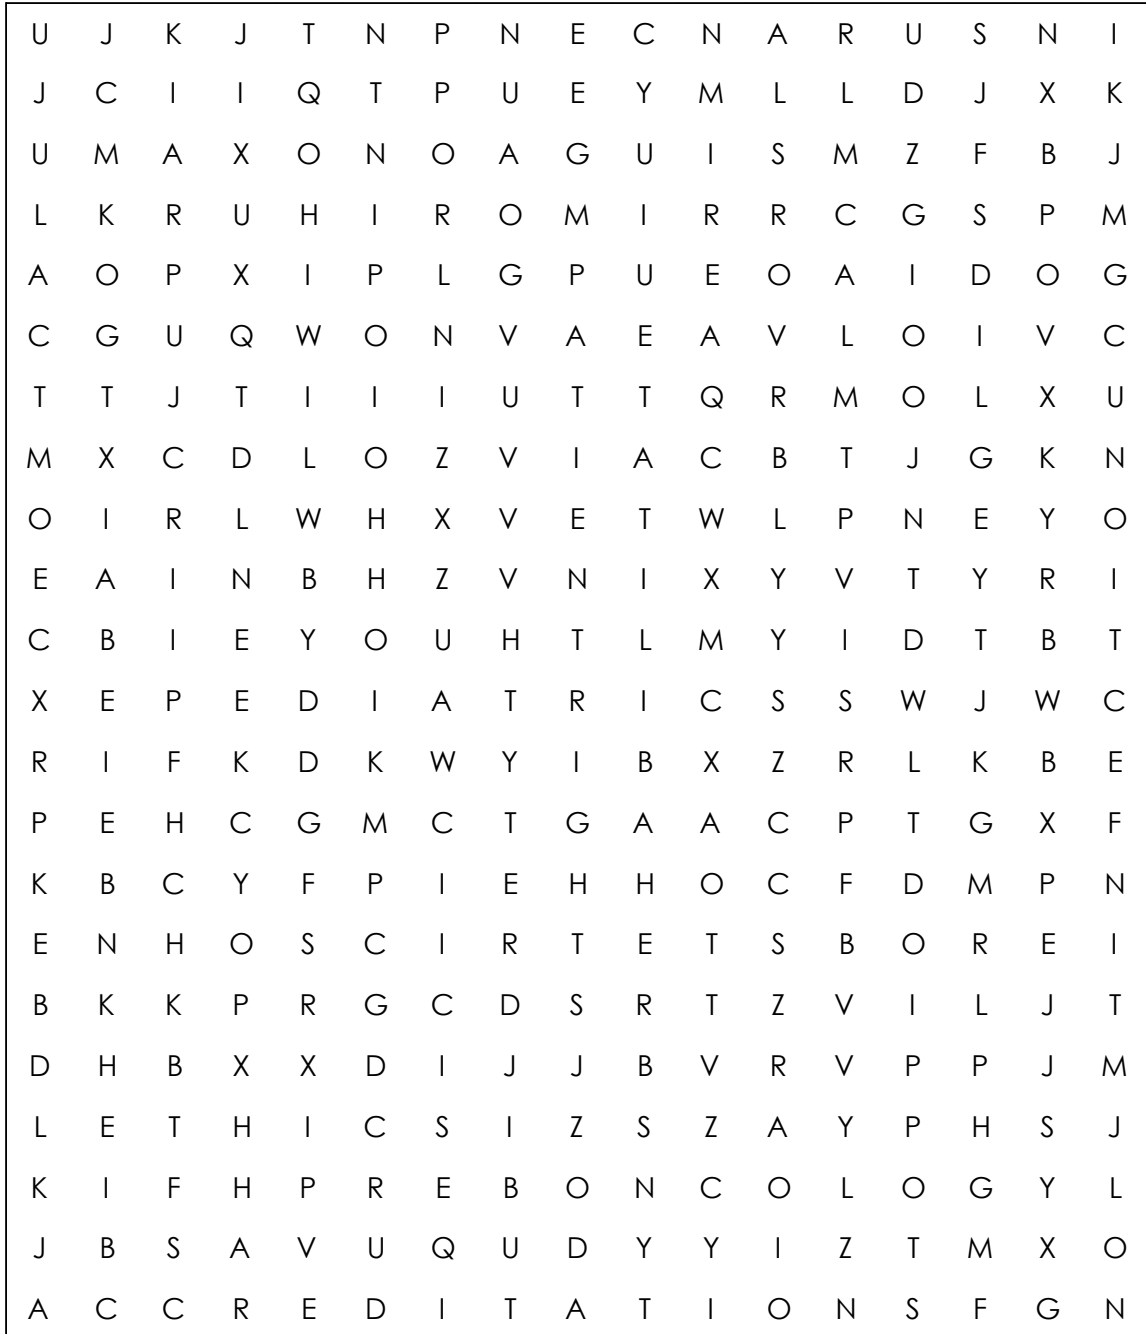 U J K J T N P N E C N A R U S N I
J C I I Q T P U E Y M L L D J X K
U M A X O N O A G U I S M Z F B J
L K R U H I R O M I R R C G S P M
A O P X I P L G P U E O A I D O G
C G U Q W O N V A E A V L O I V C
T T J T I I I U T T Q R M O L X U
M X C D L O Z V I A C B T J G K N
O I R L W H X V E T W L P N E Y O
E A I N B H Z V N I X Y V T Y R I
C B I E Y O U H T L M Y I D T B T
X E P E D I A T R I C S S W J W C
R I F K D K W Y I B X Z R L K B E
P E H C G M C T G A A C P T G X F
K B C Y F P I E H H O C F D M P N
E N H O S C I R T E T S B O R E I
B K K P R G C D S R T Z V I L J T
D H B X X D I J J B V R V P P J M
L E T H I C S I Z S Z A Y P H S J
K I F H P R E B O N C O L O G Y L
J B S A V U Q U D Y Y I Z T M X O
A C C R E D I T A T I O N S F G N